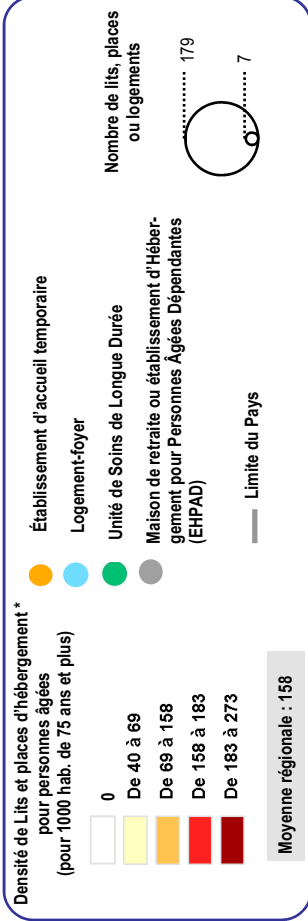 Densité de Lits et places d'hébergement *
pour personnes âgées
(pour 1000 hab. de 75 ans et plus)
0
De 40 à 69
De 69 à 158
De 158 à 183
De 183 à 273
Moyenne régionale : 158
Établissement d'accueil temporaire
Logement-foyer
Unité de Soins de Longue Durée
Maison de retraite ou établissement d'Héber-
gement pour Personnes Âgées Dépendantes
(EHPAD)
Limite du Pays
Nombre de lits, places
ou logements
179
7